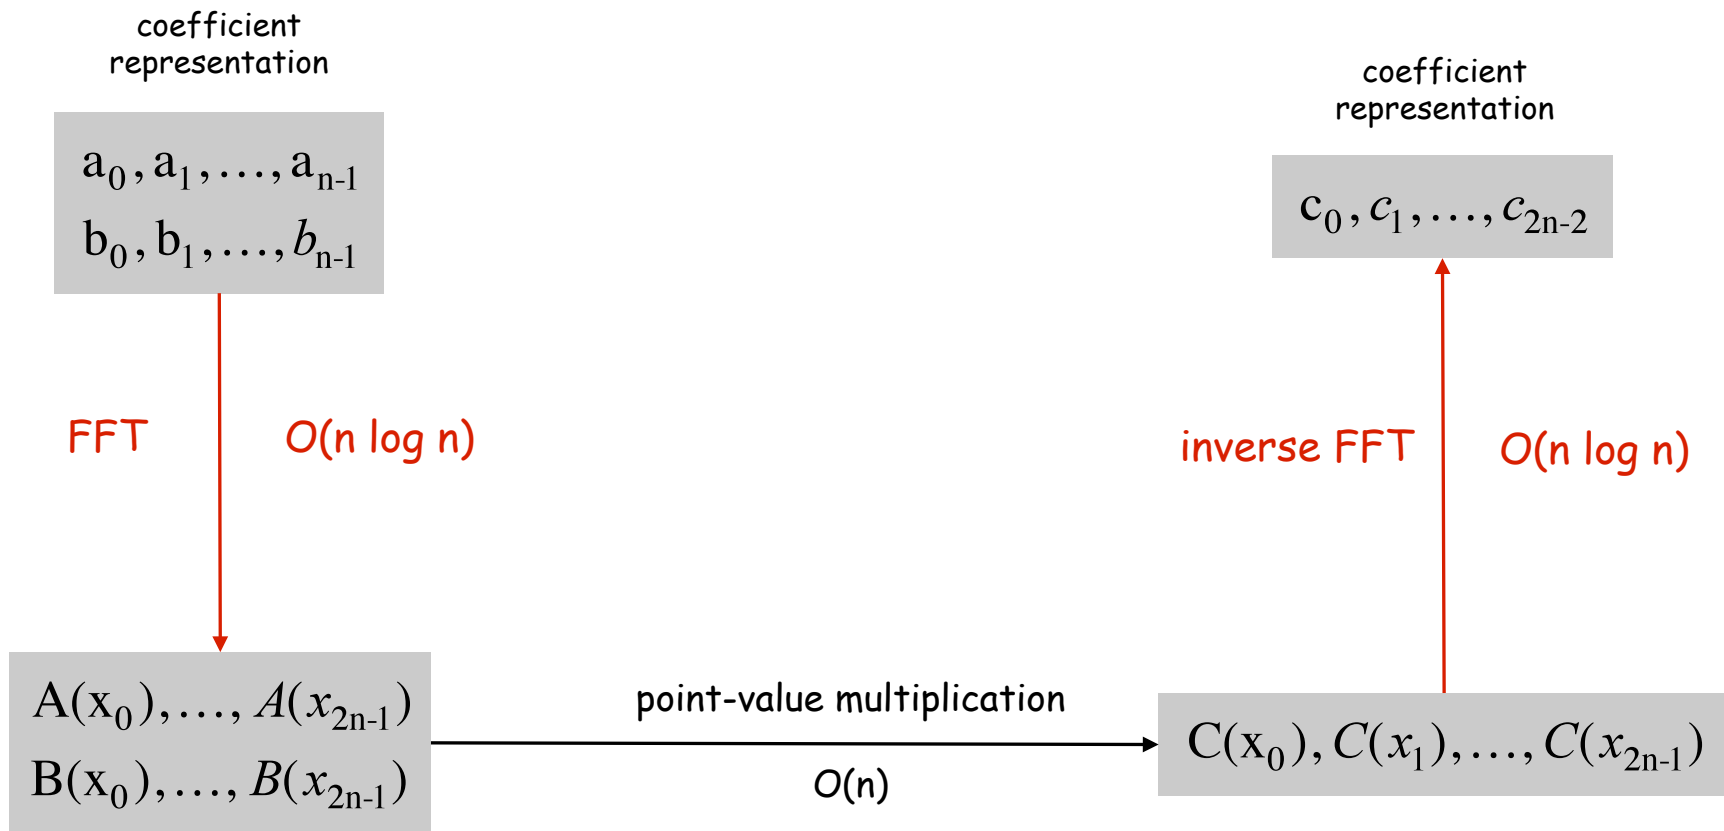 coefficient
representation
a₀, a₁, …, aₙ₋₁
b₀, b₁, …, bₙ₋₁
FFT
O(n log n)
A(x₀), …, A(x₂ₙ₋₁)
B(x₀), …, B(x₂ₙ₋₁)
point-value multiplication
O(n)
coefficient
representation
c₀, c₁, …, c₂ₙ₋₂
inverse FFT
O(n log n)
C(x₀), C(x₁), …, C(x₂ₙ₋₁)